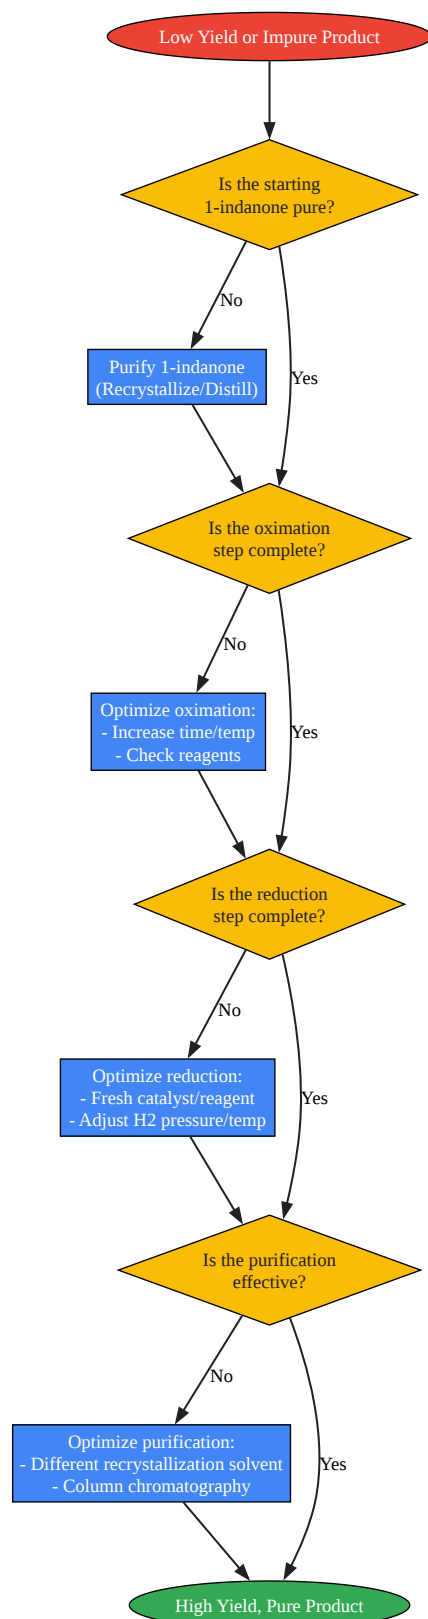 Low Yield or Impure Product
Is the starting
1-indanone pure?
No
Purify 1-indanone
(Recrystallize/Distill)
Yes
Is the oximation
step complete?
No
Optimize oximation:
- Increase time/temp
- Check reagents
Yes
Is the reduction
step complete?
No
Optimize reduction:
- Fresh catalyst/reagent
- Adjust H2 pressure/temp
Yes
Is the purification
effective?
No
Optimize purification:
- Different recrystallization solvent
- Column chromatography
Yes
High Yield, Pure Product